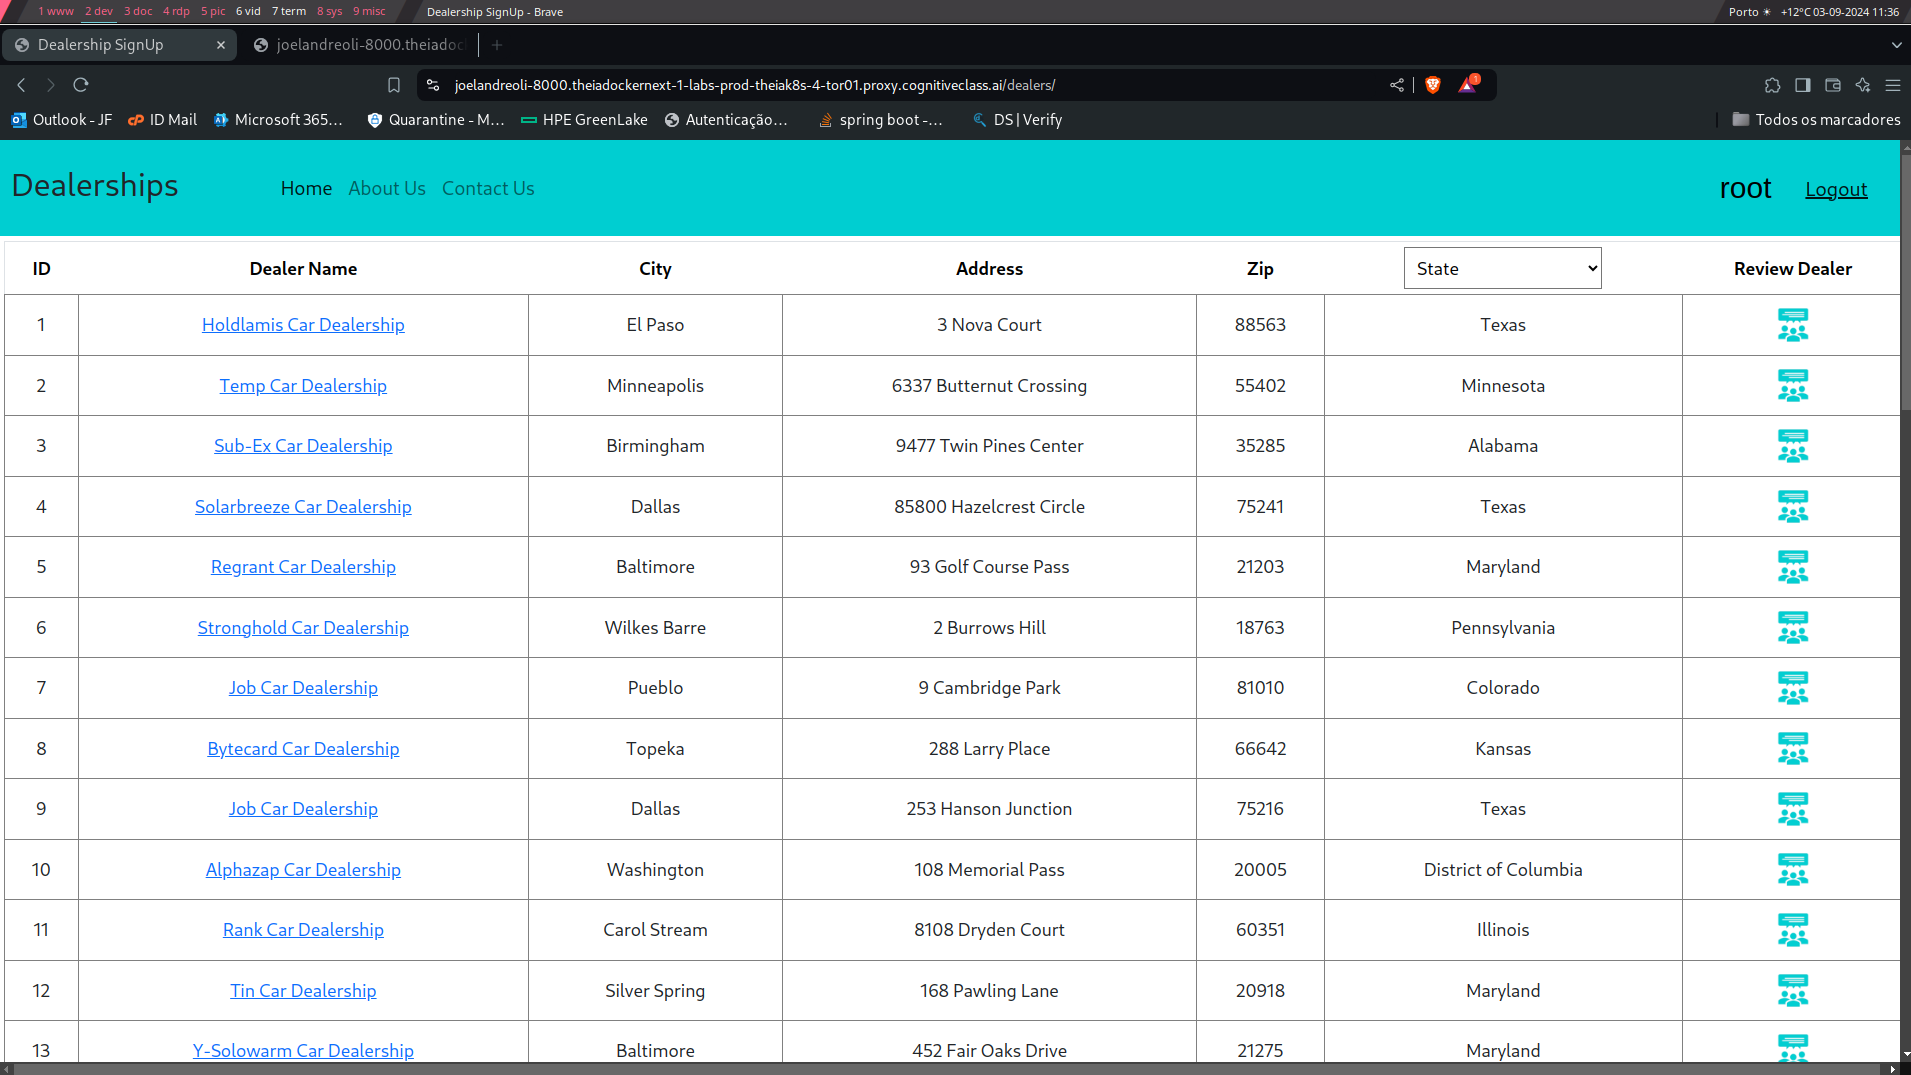 1 www 2 dev 3 doc 4 rdp 5 pic 6 vid 7 term 8 sys 9 misc Dealership SignUp - Brave Porto +12°C 03-09-2024 11:36
Dealership SignUp joelandreoli-8000.theiadoc
joelandreoli-8000.theiadockernext-1-labs-prod-theiak8s-4-tor01.proxy.cognitiveclass.ai/dealers/ 1
Outlook - JF ID Mail Microsoft 365... Quarantine - M... HPE GreenLake Autenticação... spring boot -... DS | Verify Todos os marcadores
Dealerships Home About Us Contact Us root Logout
ID Dealer Name City Address Zip State Review Dealer
1 Holdlamis Car Dealership El Paso 3 Nova Court 88563 Texas
2 Temp Car Dealership Minneapolis 6337 Butternut Crossing 55402 Minnesota
3 Sub-Ex Car Dealership Birmingham 9477 Twin Pines Center 35285 Alabama
4 Solarbreeze Car Dealership Dallas 85800 Hazelcrest Circle 75241 Texas
5 Regrant Car Dealership Baltimore 93 Golf Course Pass 21203 Maryland
6 Stronghold Car Dealership Wilkes Barre 2 Burrows Hill 18763 Pennsylvania
7 Job Car Dealership Pueblo 9 Cambridge Park 81010 Colorado
8 Bytecard Car Dealership Topeka 288 Larry Place 66642 Kansas
9 Job Car Dealership Dallas 253 Hanson Junction 75216 Texas
10 Alphazap Car Dealership Washington 108 Memorial Pass 20005 District of Columbia
11 Rank Car Dealership Carol Stream 8108 Dryden Court 60351 Illinois
12 Tin Car Dealership Silver Spring 168 Pawling Lane 20918 Maryland
13 Y-Solowarm Car Dealership Baltimore 452 Fair Oaks Drive 21275 Maryland